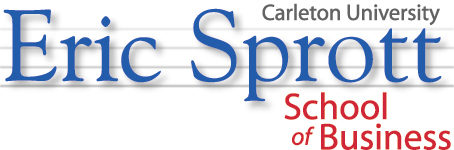 Carleton University
Eric Sprott
School
of Business